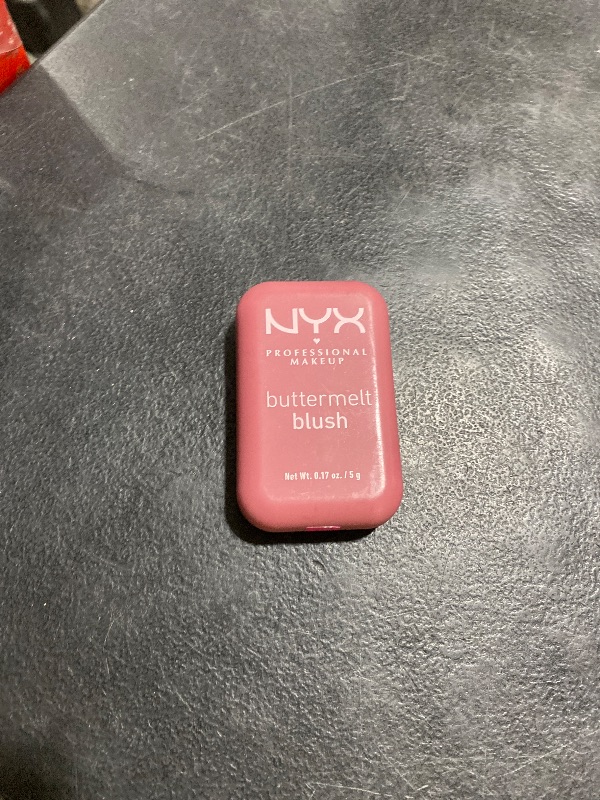 NYX
PROFESSIONAL
MAKEUP
buttermelt
blush
Net Wt. 0.17 oz. / 5 g